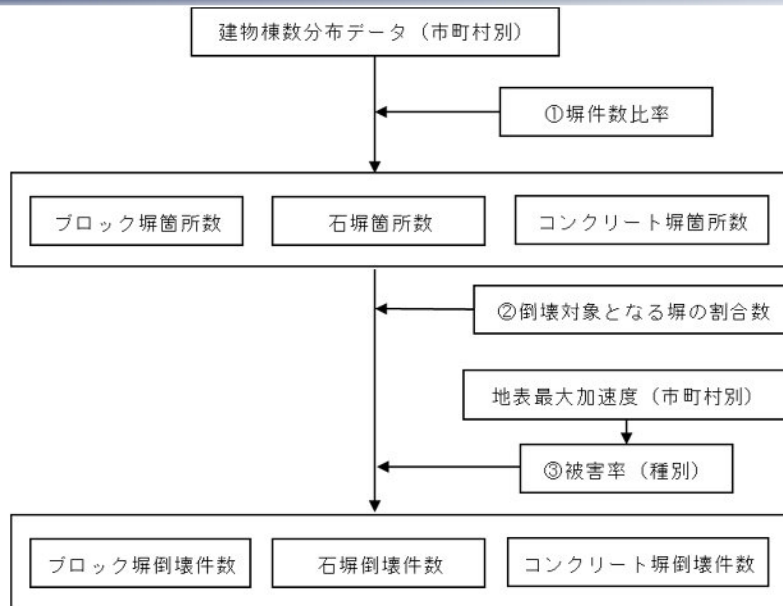 建物棟数分布データ（市町村別）
①塀件数比率
ブロック塀箇所数
石塀箇所数
コンクリート塀箇所数
②倒壊対象となる塀の割合数
地表最大加速度（市町村別）
③被害率（種別）
ブロック塀倒壊件数
石塀倒壊件数
コンクリート塀倒壊件数